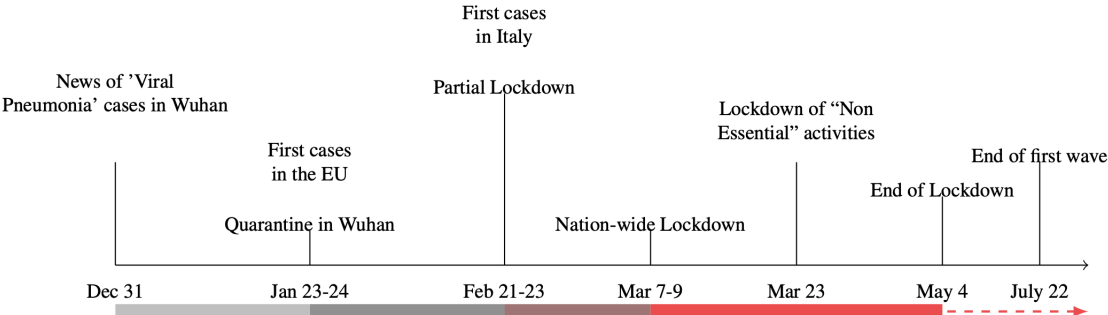 First cases
in Italy
News of ’Viral
Pneumonia’ cases in Wuhan
Partial Lockdown
Lockdown of “Non
Essential” activities
First cases
in the EU
End of first wave
End of Lockdown
Quarantine in Wuhan
Nation-wide Lockdown
Dec 31
Jan 23-24
Feb 21-23
Mar 7-9
Mar 23
May 4
July 22